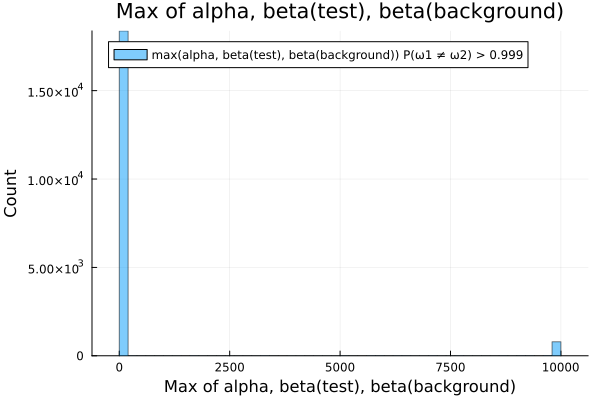 Max of alpha, beta(test), beta(background)
max(alpha, beta(test), beta(background)) P(ω1 ≠ ω2) > 0.999
Count
1.50×10⁴
1.00×10⁴
5.00×10³
0
0 2500 5000 7500 10000
Max of alpha, beta(test), beta(background)